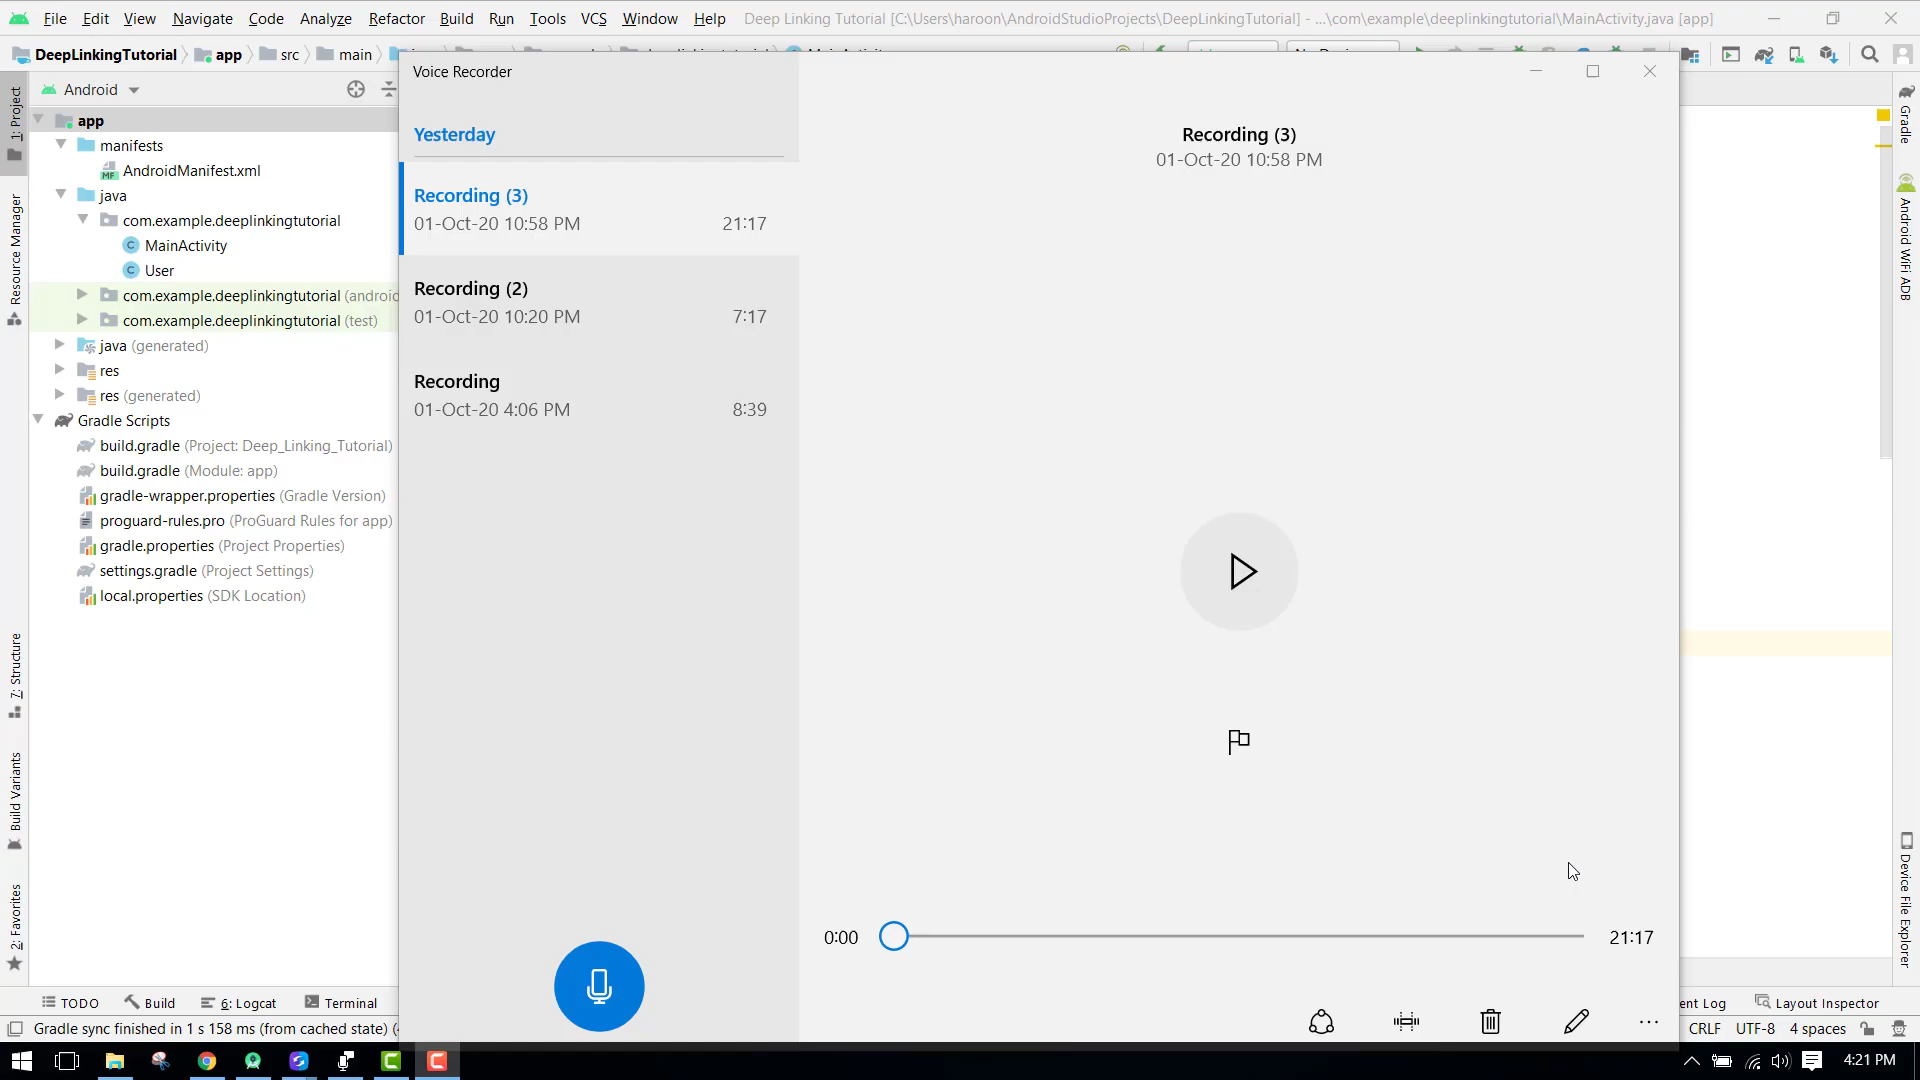 File Edit View Navigate Code Analyze Refactor Build Run Tools VCS Window Help Deep Linking Tutorial [C:\Users\haroon\AndroidStudioProjects\DeepLinkingTutorial] - ...\com\example\deeplinkingtutorial\MainActivity.java [app]
DeepLinkingTutorial app src main
Android
app
manifests
AndroidManifest.xml
java
com.example.deeplinkingtutorial
MainActivity
User
com.example.deeplinkingtutorial (android
com.example.deeplinkingtutorial (test)
java (generated)
res
res (generated)
Gradle Scripts
build.gradle (Project: Deep_Linking_Tutorial)
build.gradle (Module: app)
gradle-wrapper.properties (Gradle Version)
proguard-rules.pro (ProGuard Rules for app)
gradle.properties (Project Properties)
settings.gradle (Project Settings)
local.properties (SDK Location)
1: Project
Resource Manager
7: Structure
Build Variants
2: Favorites
Voice Recorder
Yesterday
Recording (3)
01-Oct-20 10:58 PM 21:17
Recording (2)
01-Oct-20 10:20 PM 7:17
Recording
01-Oct-20 4:06 PM 8:39
Recording (3)
01-Oct-20 10:58 PM
0:00 21:17
Gradle
Android WiFi ADB
Device File Explorer
TODO Build 6: Logcat Terminal ent Log Layout Inspector
Gradle sync finished in 1 s 158 ms (from cached state) ( CRLF UTF-8 4 spaces
4:21 PM